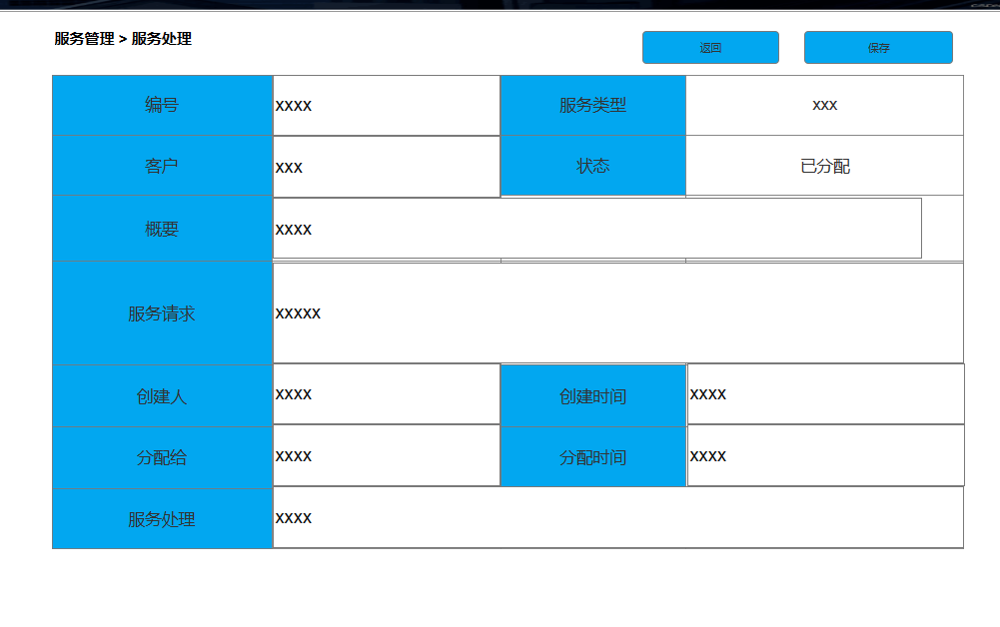 服务管理 > 服务处理
返回 保存
编号 xxxx 服务类型 xxx
客户 xxx 状态 已分配
概要 xxxx
服务请求 xxxxx
创建人 xxxx 创建时间 xxxx
分配给 xxxx 分配时间 xxxx
服务处理 xxxx